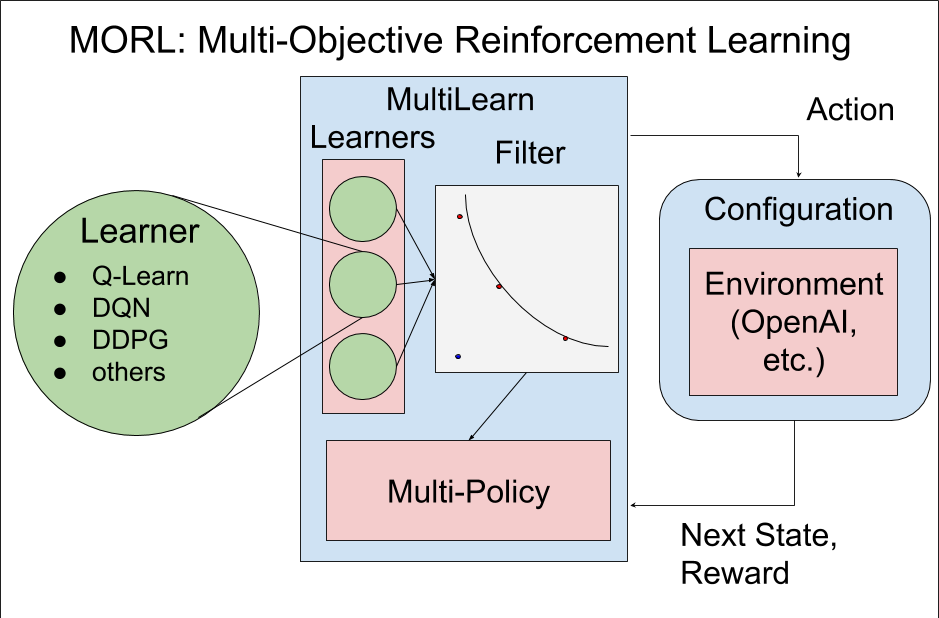 MORL: Multi-Objective Reinforcement Learning
MultiLearn
Learners
Filter
Action
Learner
● Q-Learn
● DQN
● DDPG
● others
Configuration
Environment
(OpenAI,
etc.)
Multi-Policy
Next State,
Reward